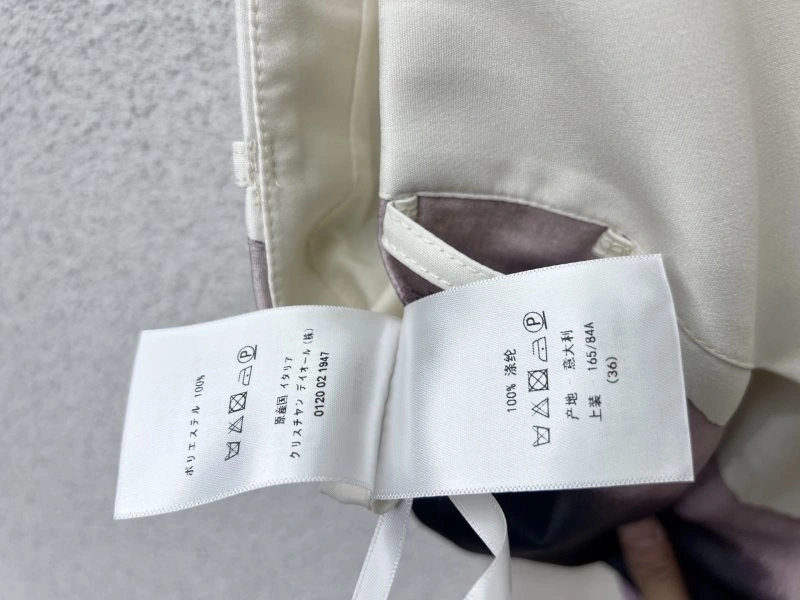 ポリエステル 100%
原産国 イタリア
クリスチャン ディオール(株)
0120 02 1947
100% 涤纶
P
产地 - 意大利
上装 - 165/84A
(36)